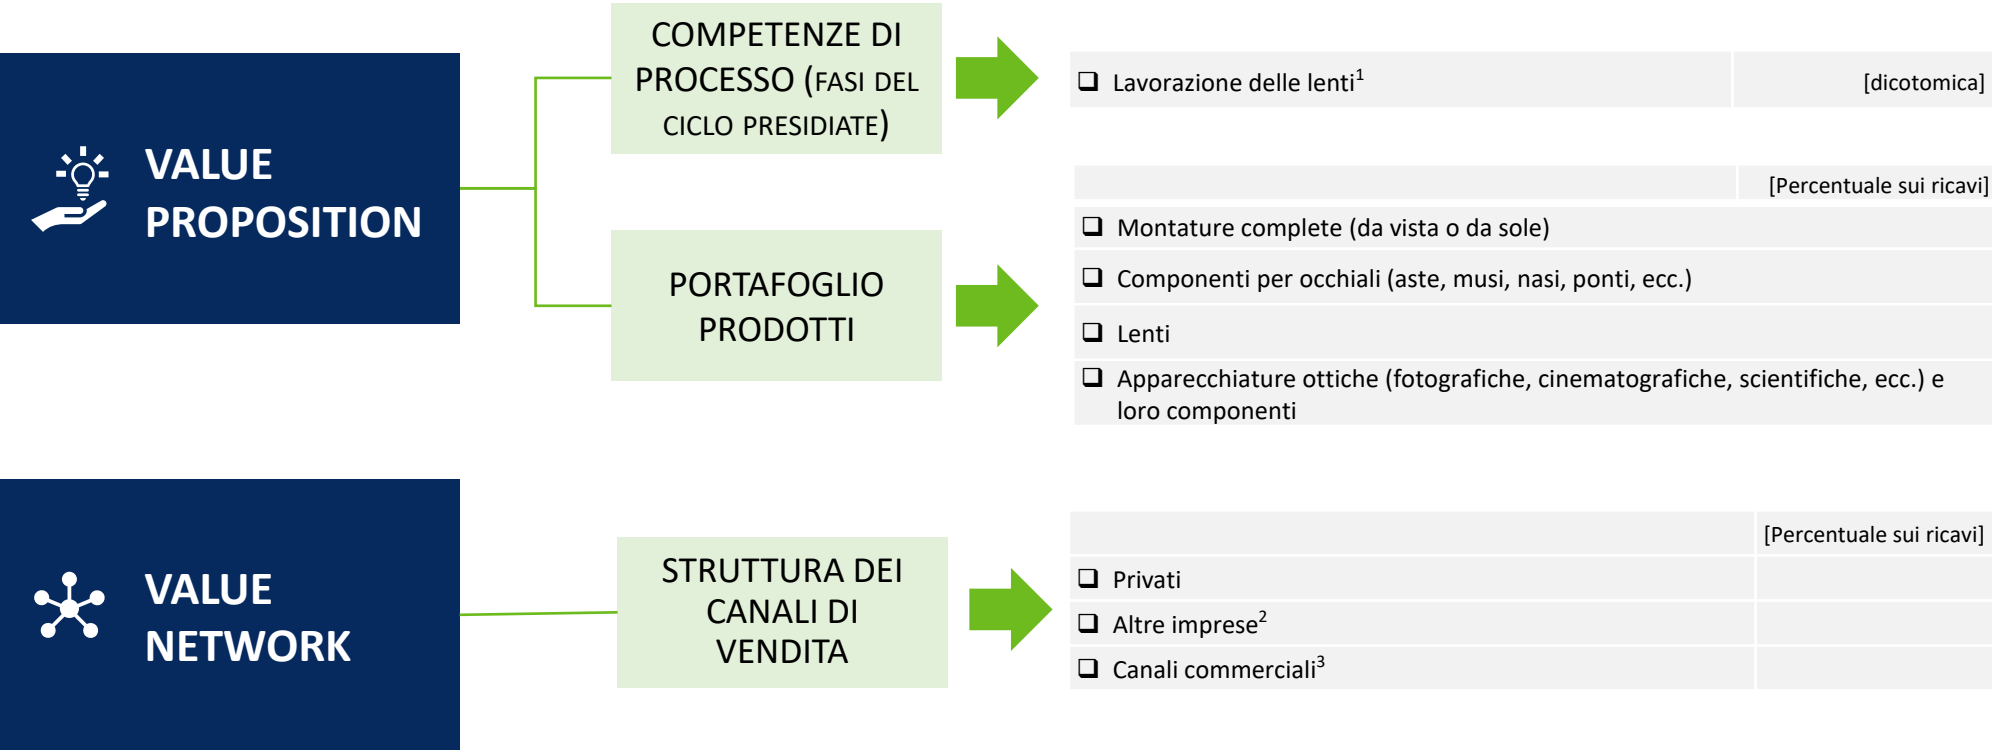 VALUE
PROPOSITION
COMPETENZE DI
PROCESSO (FASI DEL
CICLO PRESIDIATE)
❑ Lavorazione delle lenti¹ [dicotomica]
PORTAFOGLIO
PRODOTTI
[Percentuale sui ricavi]
❑ Montature complete (da vista o da sole)
❑ Componenti per occhiali (aste, musi, nasi, ponti, ecc.)
❑ Lenti
❑ Apparecchiature ottiche (fotografiche, cinematografiche, scientifiche, ecc.) e
loro componenti
VALUE
NETWORK
STRUTTURA DEI
CANALI DI
VENDITA
[Percentuale sui ricavi]
❑ Privati
❑ Altre imprese²
❑ Canali commerciali³